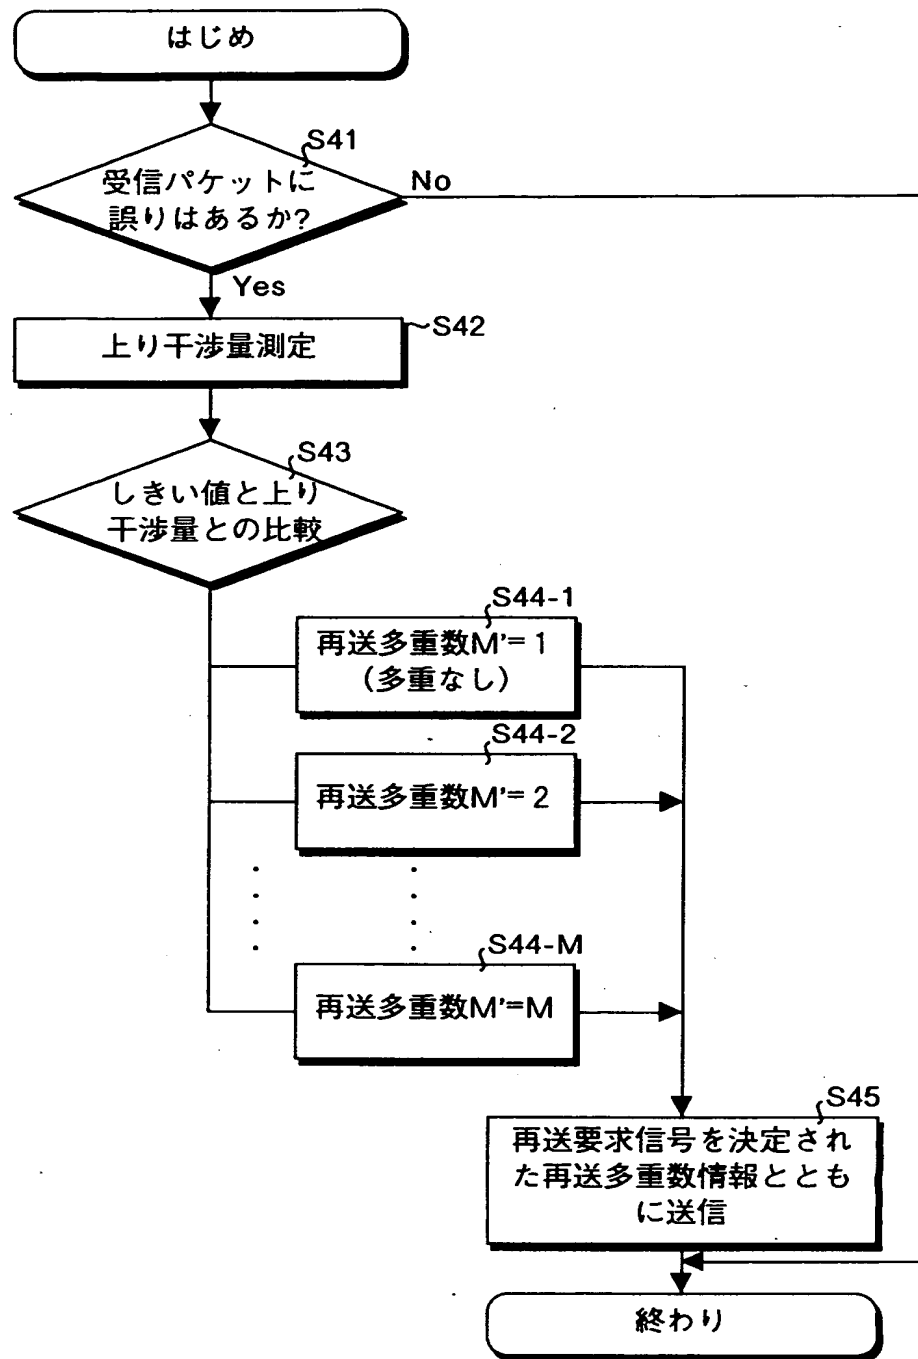 はじめ
S41
受信パケットに
誤りはあるか?
No
Yes
S42
上り干渉量測定
S43
しきい値と上り
干渉量との比較
S44-1
再送多重数M'=1
(多重なし)
S44-2
再送多重数M'=2
S44-M
再送多重数M'=M
S45
再送要求信号を決定され
た再送多重数情報ととも
に送信
終わり